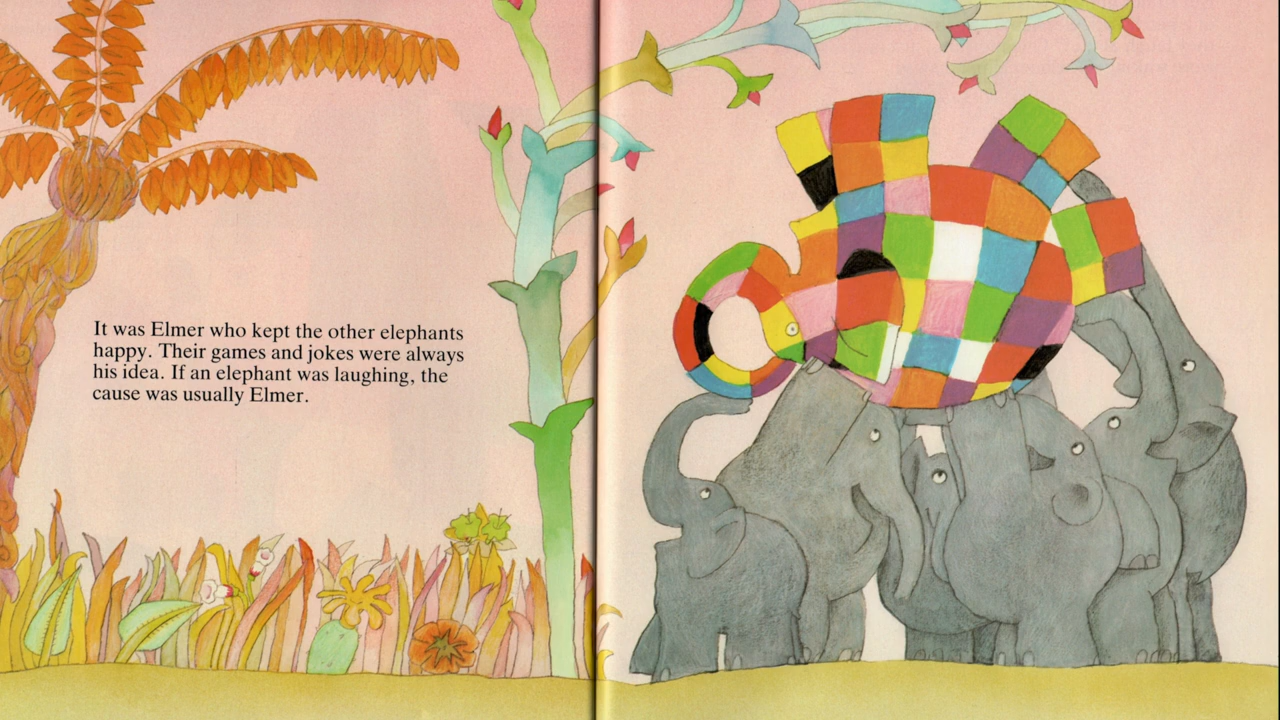 It was Elmer who kept the other elephants
happy. Their games and jokes were always
his idea. If an elephant was laughing, the
cause was usually Elmer.